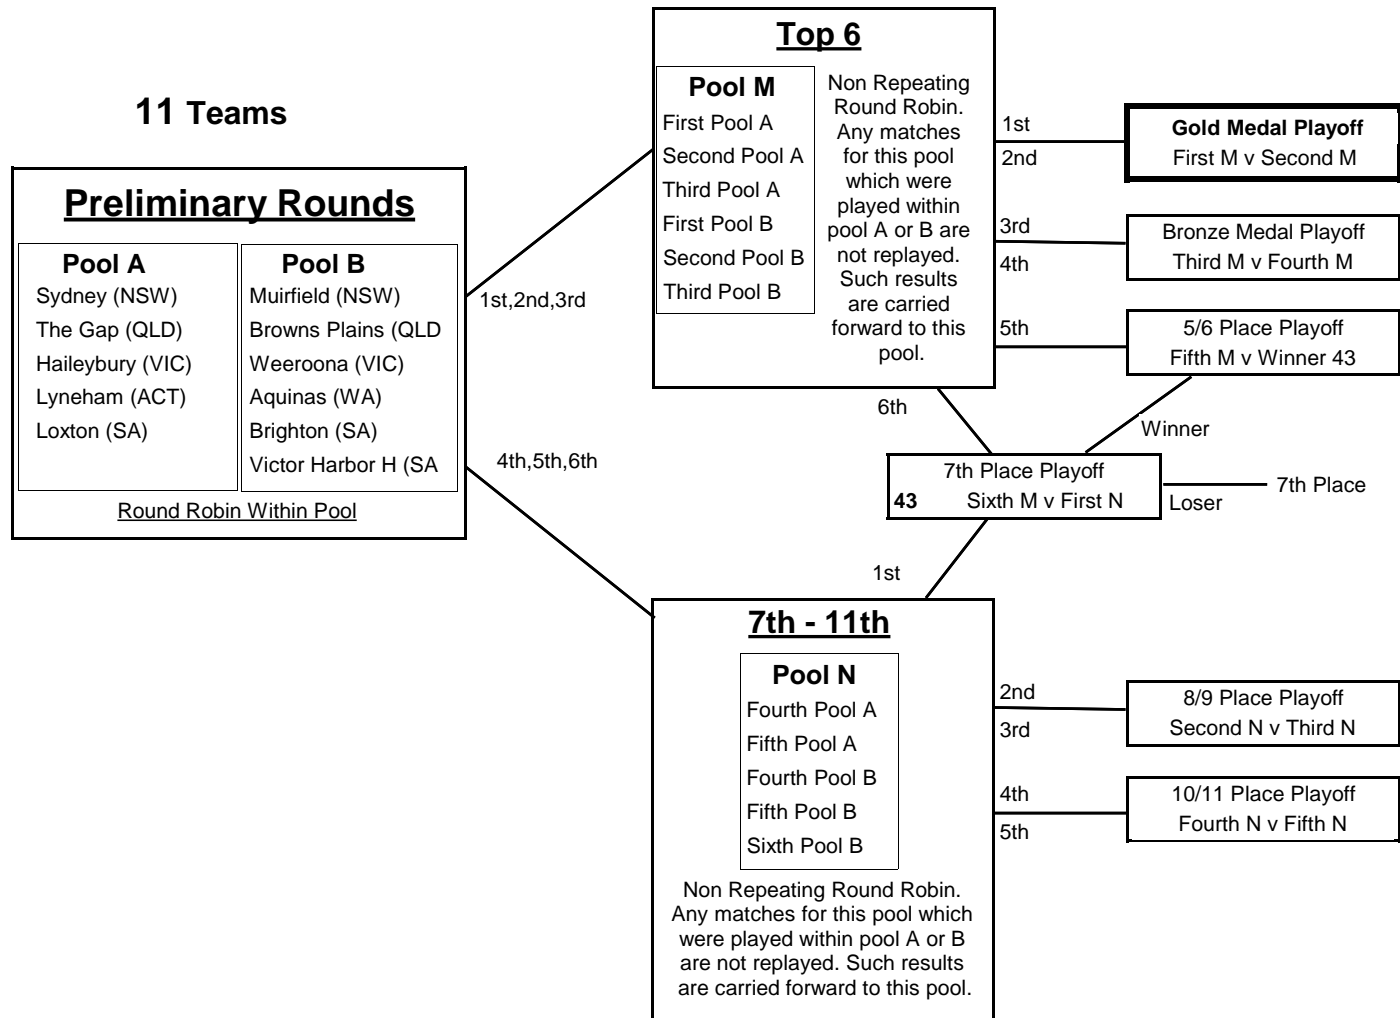 11 Teams
Preliminary Rounds
Pool A
Sydney (NSW)
The Gap (QLD)
Haileybury (VIC)
Lyneham (ACT)
Loxton (SA)
Pool B
Muirfield (NSW)
Browns Plains (QLD
Weeroona (VIC)
Aquinas (WA)
Brighton (SA)
Victor Harbor H (SA
Round Robin Within Pool
1st,2nd,3rd
4th,5th,6th
Top 6
Pool M
First Pool A
Second Pool A
Third Pool A
First Pool B
Second Pool B
Third Pool B
Non Repeating
Round Robin.
Any matches
for this pool
which were
played within
pool A or B are
not replayed.
Such results
are carried
forward to this
pool.
1st
2nd
Gold Medal Playoff
First M v Second M
3rd
4th
Bronze Medal Playoff
Third M v Fourth M
5th
5/6 Place Playoff
Fifth M v Winner 43
6th
Winner
7th Place Playoff
43 Sixth M v First N
Loser
7th Place
1st
7th - 11th
Pool N
Fourth Pool A
Fifth Pool A
Fourth Pool B
Fifth Pool B
Sixth Pool B
Non Repeating Round Robin.
Any matches for this pool which
were played within pool A or B
are not replayed. Such results
are carried forward to this pool.
2nd
3rd
8/9 Place Playoff
Second N v Third N
4th
5th
10/11 Place Playoff
Fourth N v Fifth N